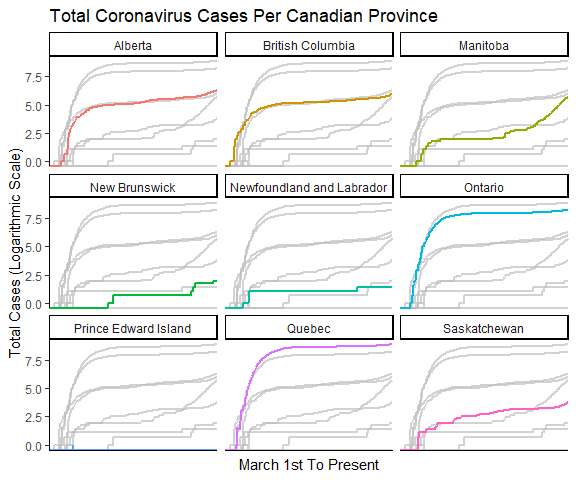 Total Coronavirus Cases Per Canadian Province
Alberta
British Columbia
Manitoba
7.5
5.0
2.5
0.0
New Brunswick
Newfoundland and Labrador
Ontario
7.5
5.0
2.5
0.0
Prince Edward Island
Quebec
Saskatchewan
7.5
5.0
2.5
0.0
Total Cases (Logarithmic Scale)
March 1st To Present